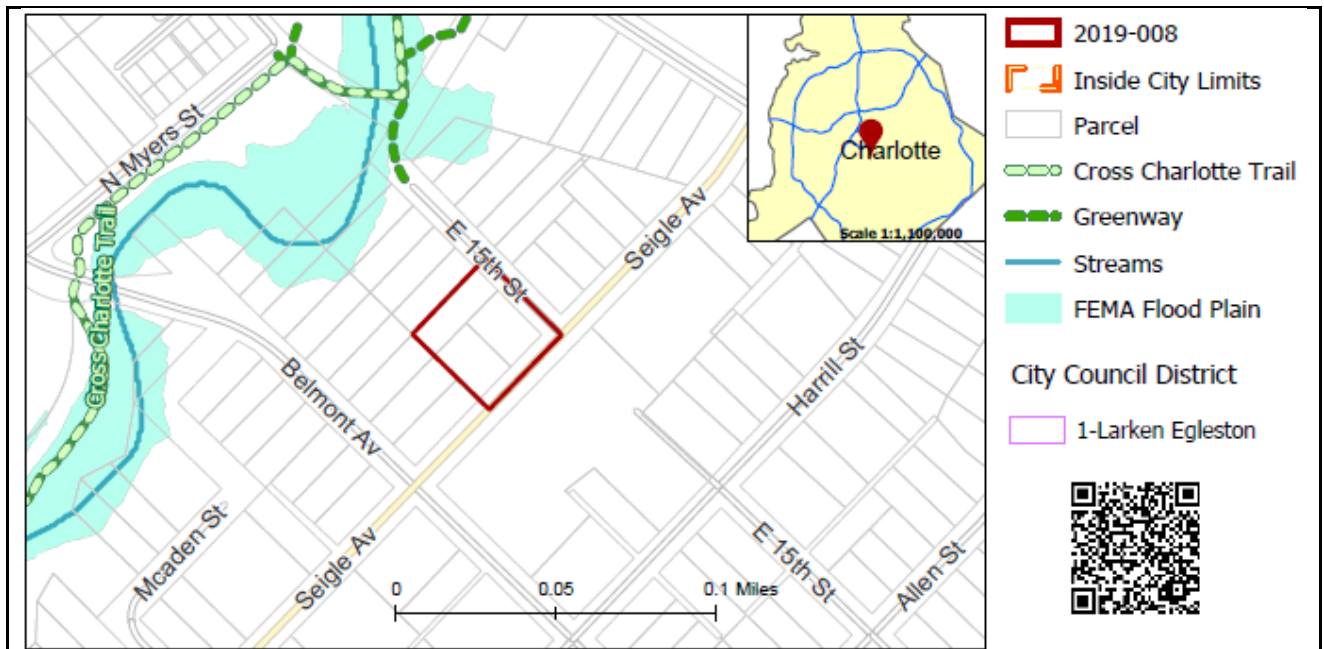 N Myers St
Cross Charlotte Trail
E 15th St
Seigle Av
Belmont Av
Harrill St
Mcaden St
Seigle Av
E 15th St
Allen St
0 0.05 0.1 Miles
Charlotte
Scale 1:1,100,000
2019-008
Inside City Limits
Parcel
Cross Charlotte Trail
Greenway
Streams
FEMA Flood Plain
City Council District
1-Larken Egleston